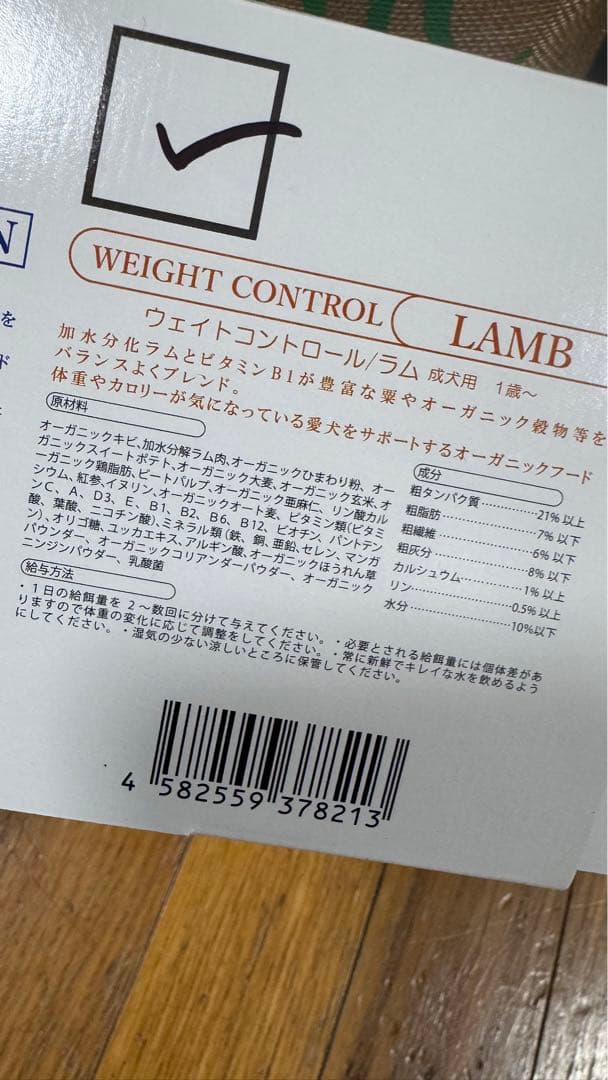 WEIGHT CONTROL
LAMB
ウェイトコントロール/ラム 成犬用 1歳～
加水分化ラムとビタミンB1が豊富な粟やオーガニック穀物等を
バランスよくブレンド。
体重やカロリーが気になっている愛犬をサポートするオーガニックフード
原材料
オーガニックキビ、加水分解ラム肉、オーガニックひまわり粉、オー
ガニックスイートポテト、オーガニック大麦、オーガニック玄米、オ
ーガニック鶏脂肪、ビートパルプ、オーガニック亜麻仁、リン酸カル
シウム、紅参、イヌリン、オーガニックオート麦、ビタミン類(ビタミ
ンC、A、D3、E、B1、B2、B6、B12、ビオチン、パントテン
酸、葉酸、ニコチン酸)、ミネラル類(鉄、銅、亜鉛、セレン、マンガ
ン)、オリゴ糖、ユッカエキス、アルギン酸、オーガニックほうれん草
パウダー、オーガニックコリアンダーパウダー、オーガニック
ニンジンパウダー、乳酸菌
成分
粗タンパク質……………21%以上
粗脂肪……………7%以下
粗繊維……………6%以下
粗灰分……………8%以下
カルシュウム……………1%以上
リン……………0.5%以上
水分……………10%以下
給与方法
・1日の給餌量を2～数回に分けて与えてください。・必要とされる給餌量には個体差があ
りますので体重の変化に応じて調整をしてください。・常に新鮮でキレイな水を飲めるよう
にしてください。・湿気の少ない涼しいところに保管してください。
4 582559 378213
N
を
ド